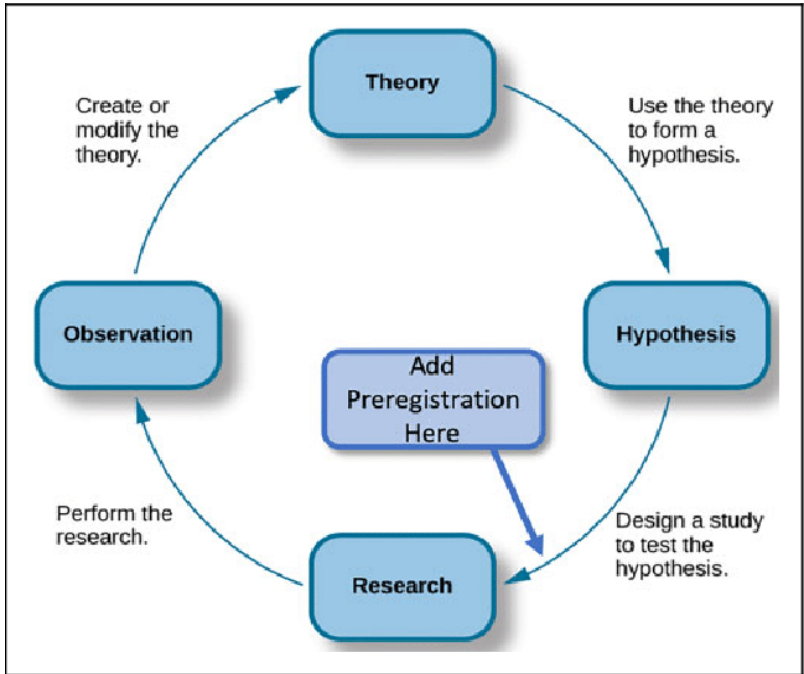 Theory
Create or
modify the
theory.
Use the theory
to form a
hypothesis.
Observation
Hypothesis
Add
Preregistration
Here
Perform the
research.
Design a study
to test the
hypothesis.
Research